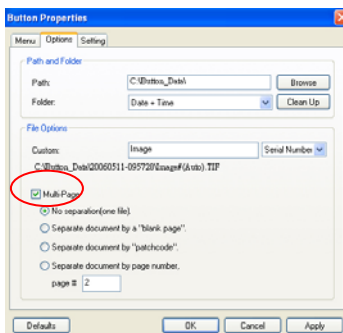 Button Properties
Menu Options Setting
Path and Folder
Path: C:\Button_Data\ Browse
Folder: Date + Time Clean Up
File Options
Custom: Image Serial Number
C:\Button_Data\20060511-095728\Image#(Auto).TIF
Multi-Page
No separation(one file).
Separate document by a "blank page".
Separate document by "patchcode".
Separate document by page number,
page # 2
Defaults OK Cancel Apply